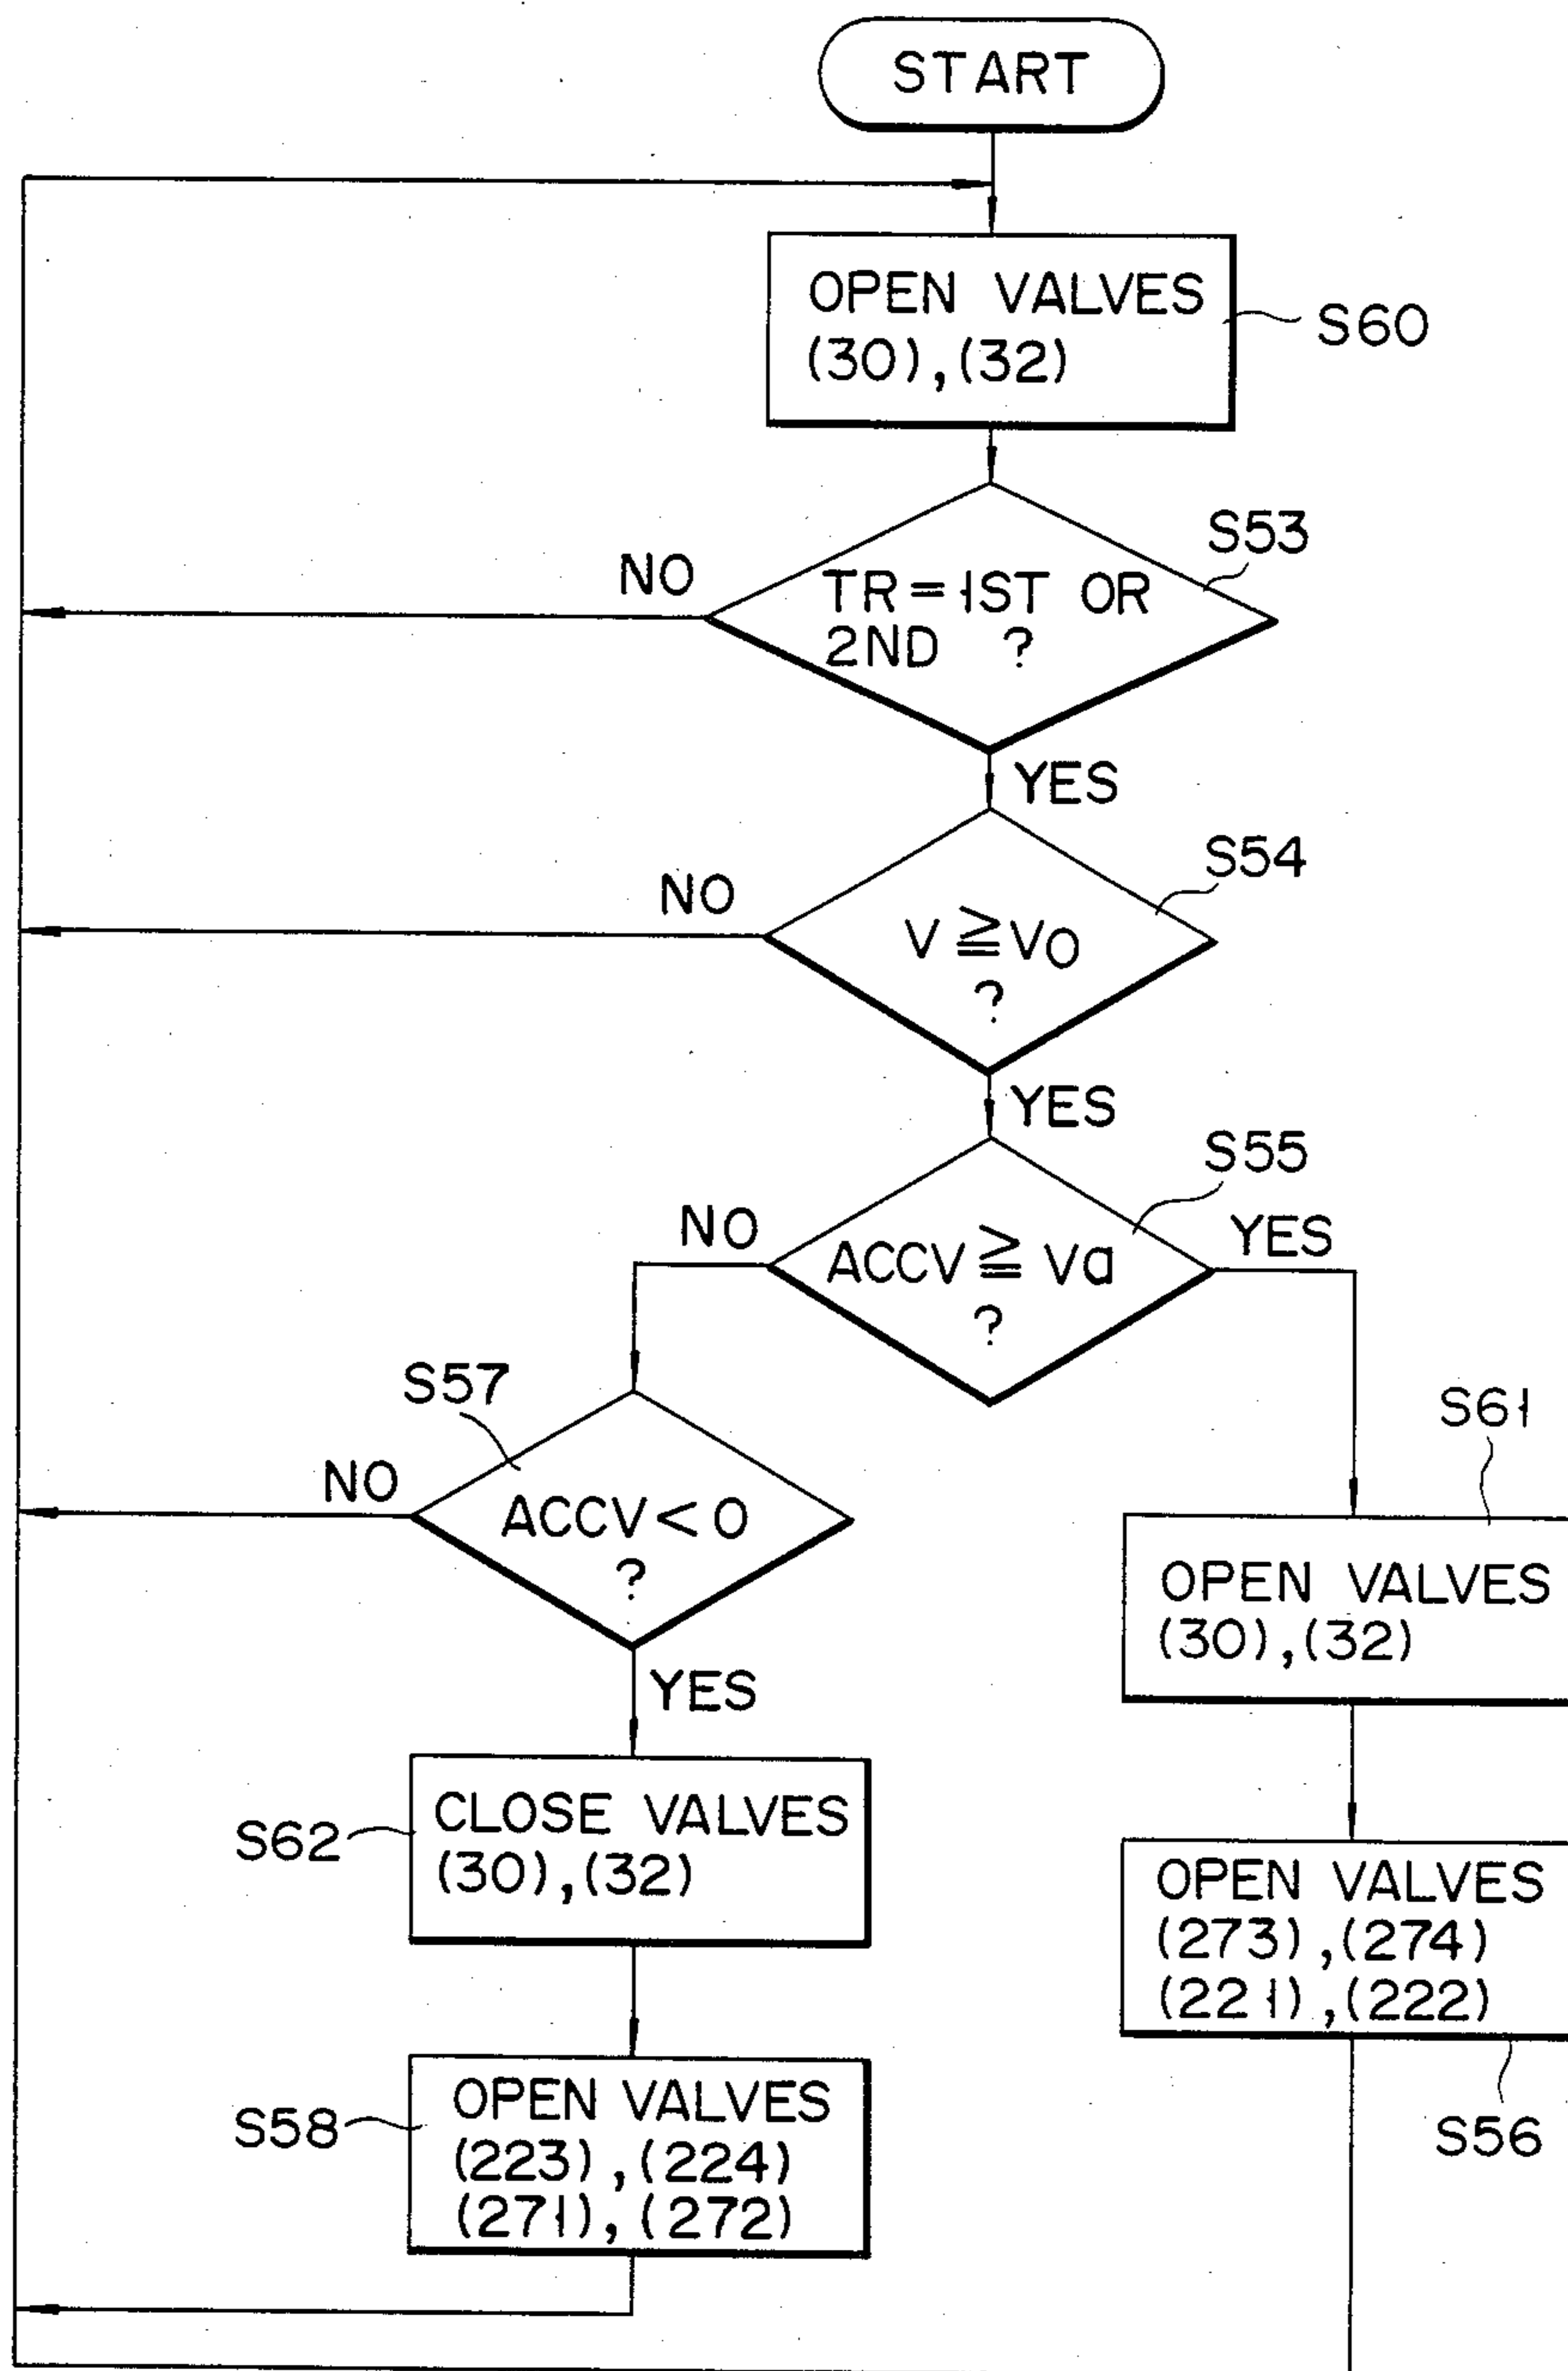 START
OPEN VALVES
(30),(32)
S60
S53
NO
TR=1ST OR
2ND ?
YES
S54
NO
V≧V0
?
YES
S55
NO
ACCV≧Va
?
YES
S57
NO
ACCV<0
?
YES
S61
OPEN VALVES
(30),(32)
S62
CLOSE VALVES
(30),(32)
OPEN VALVES
(273),(274)
(221),(222)
S56
S58
OPEN VALVES
(223),(224)
(271),(272)